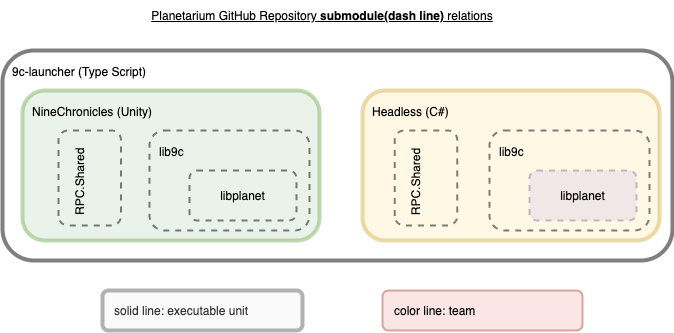 Planetarium GitHub Repository submodule(dash line) relations
9c-launcher (Type Script)
NineChronicles (Unity)
RPC.Shared
lib9c
libplanet
Headless (C#)
RPC.Shared
lib9c
libplanet
solid line: executable unit
color line: team